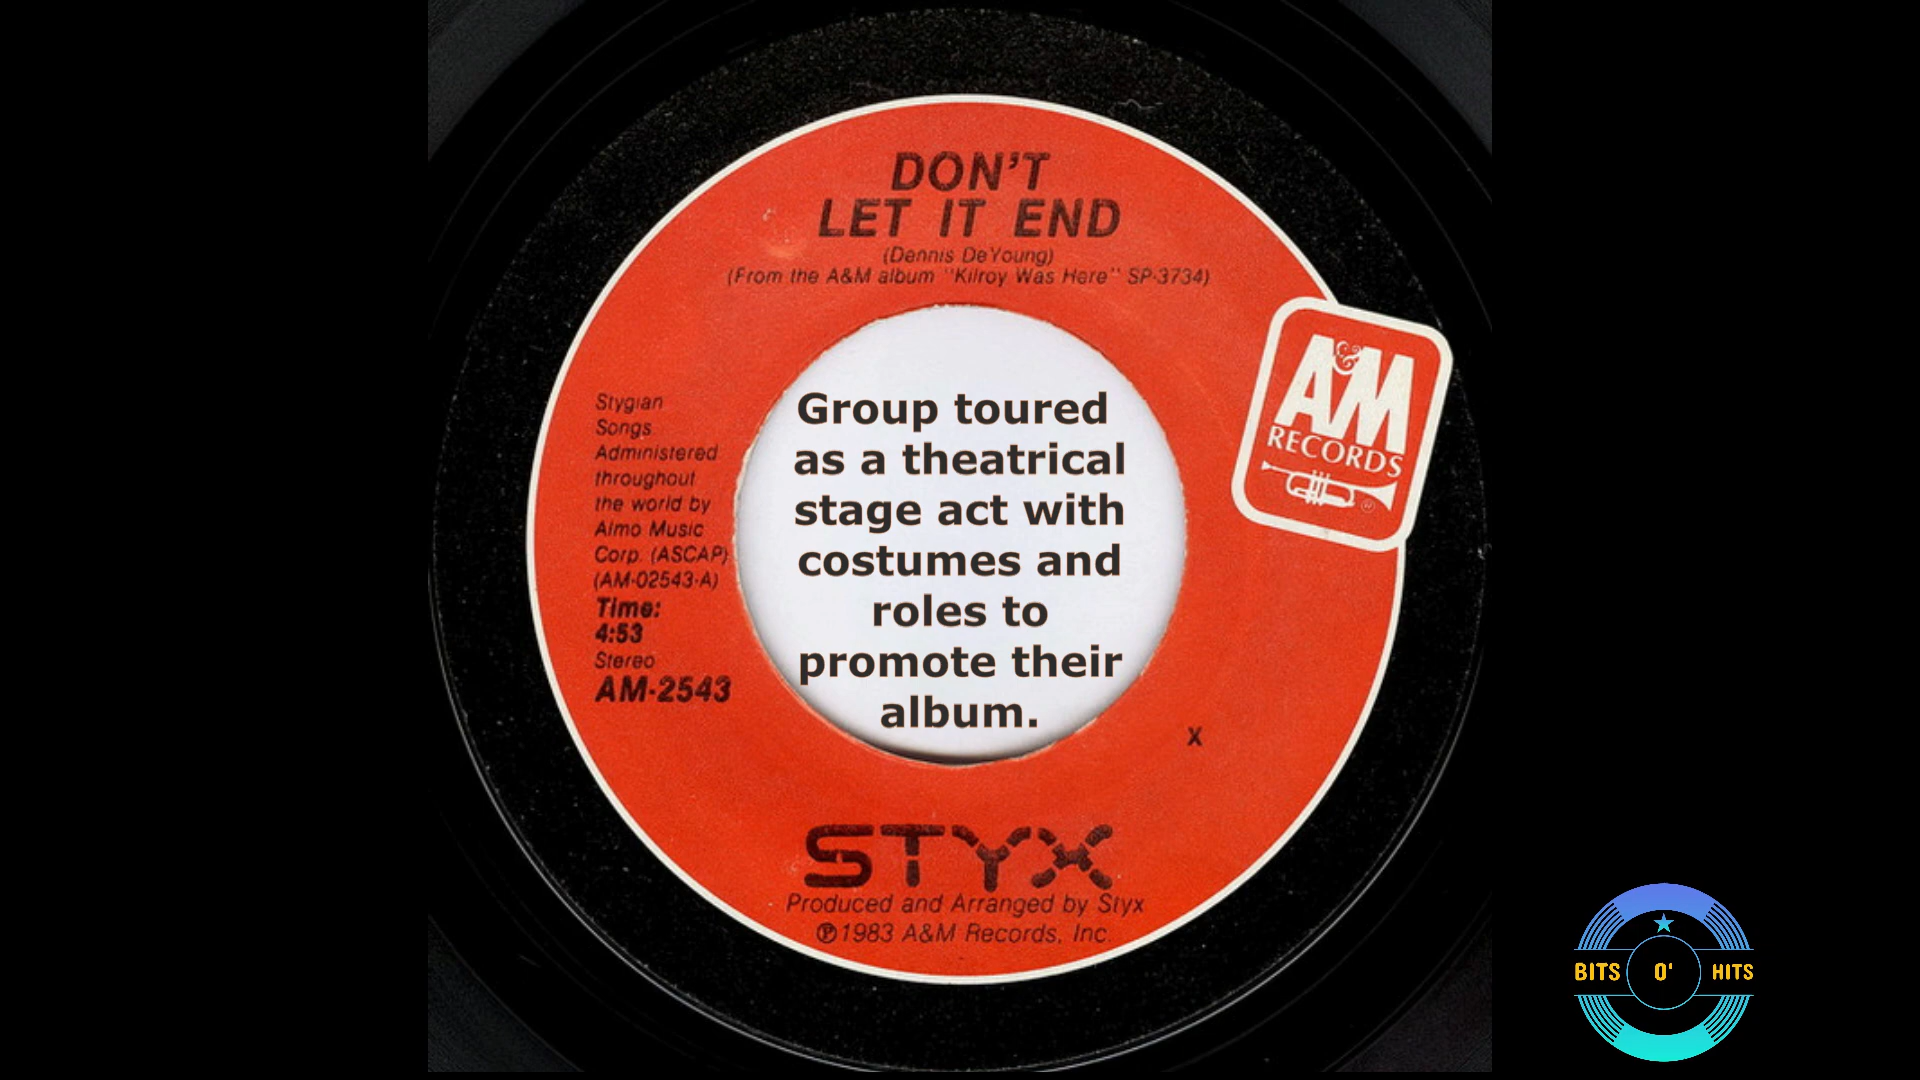 DON'T
LET IT END
(Dennis DeYoung)
(From the A&M album "Kilroy Was Here" SP-3734)
A&M
RECORDS
®
Stygian
Songs
Administered
throughout
the world by
Almo Music
Corp. (ASCAP)
(AM-02543-A)
Time:
4:53
Stereo
AM-2543
Group toured
as a theatrical
stage act with
costumes and
roles to
promote their
album.
X
STYX
Produced and Arranged by Styx
℗1983 A&M Records, Inc.
BITS O' HITS